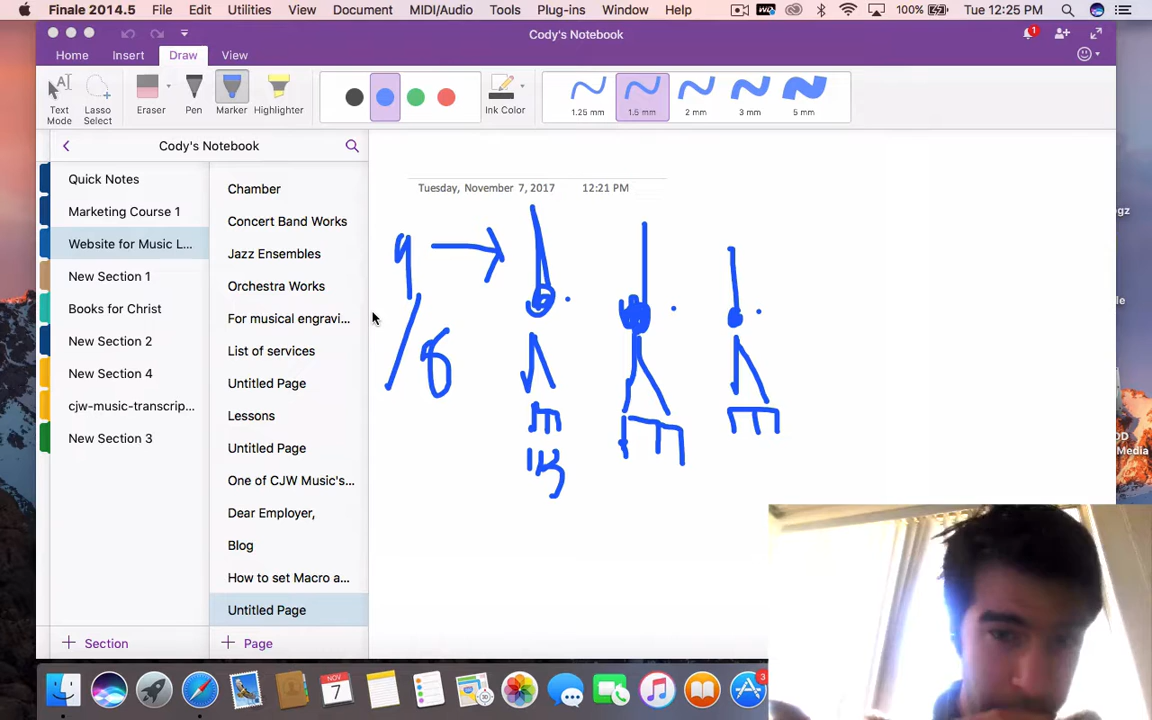 Finale 2014.5 File Edit Utilities View Document MIDI/Audio Tools Plug-ins Window Help 100% Tue 12:25 PM
Cody's Notebook
1
Home Insert Draw View
Text Mode
Lasso Select
Eraser
Pen
Marker
Highlighter
Ink Color
1.25 mm
1.5 mm
2 mm
3 mm
5 mm
Cody's Notebook
Quick Notes
Marketing Course 1
Website for Music L...
New Section 1
Books for Christ
New Section 2
New Section 4
cjw-music-transcrip...
New Section 3
Section
Chamber
Concert Band Works
Jazz Ensembles
Orchestra Works
For musical engravi...
List of services
Untitled Page
Lessons
Untitled Page
One of CJW Music's...
Dear Employer,
Blog
How to set Macro a...
Untitled Page
Page
Tuesday, November 7, 2017 12:21 PM
9
/
8
NOV
7
3